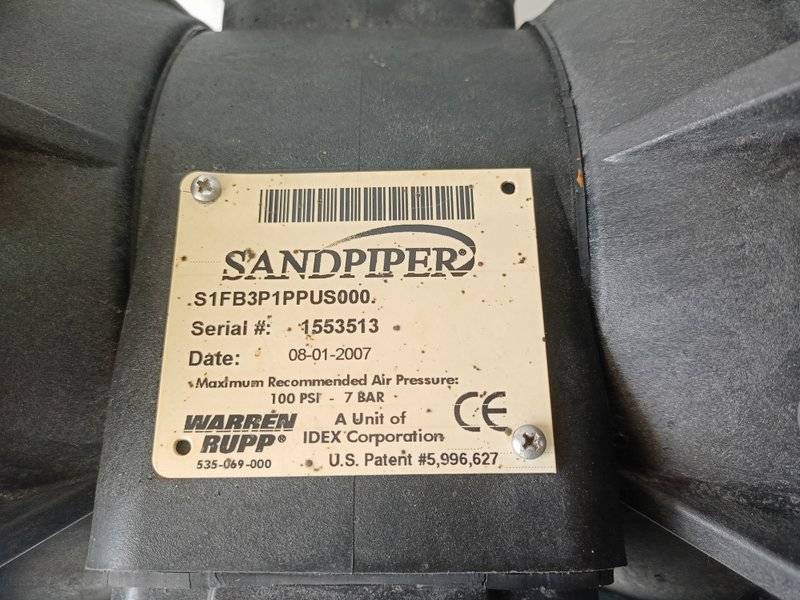 SANDPIPER®
S1FB3P1PPUS000.
Serial #: 1553513
Date: 08-01-2007
Maximum Recommended Air Pressure:
100 PSI - 7 BAR
WARREN RUPP®
A Unit of
IDEX Corporation
CE
535-069-000
U.S. Patent #5,996,627